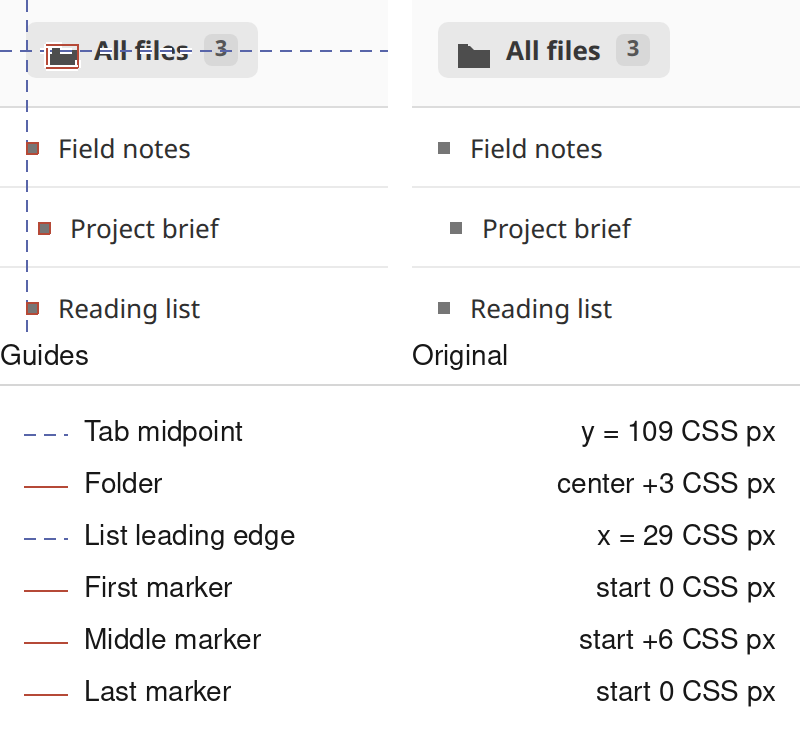 All files 3
All files 3
Field notes
Field notes
Project brief
Project brief
Reading list
Reading list
Guides
Original
Tab midpoint y = 109 CSS px
Folder center +3 CSS px
List leading edge x = 29 CSS px
First marker start 0 CSS px
Middle marker start +6 CSS px
Last marker start 0 CSS px